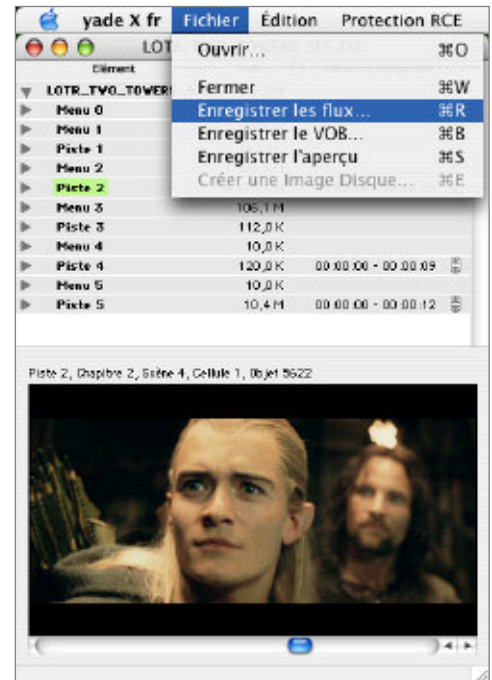 yade X fr Fichier Édition Protection RCE
LOT
Ouvrir... ⌘O
Élément
Fermer ⌘W
LOTR_TWO_TOWERS
Enregistrer les flux... ⌘R
Menu 0
Enregistrer le VOB... ⌘B
Menu 1
Enregistrer l'aperçu ⌘S
Piste 1
Créer une Image Disque... ⌘E
Menu 2
Piste 2
Menu 3 106,1 M
Piste 3 112,0 K
Menu 4 10,0 K
Piste 4 120,0 K 00:00:00 - 00:00:09
Menu 5 10,0 K
Piste 5 10,4 M 00:00:00 - 00:00:12
Piste 2, Chapitre 2, Scène 4, Cellule 1, Objet 5622